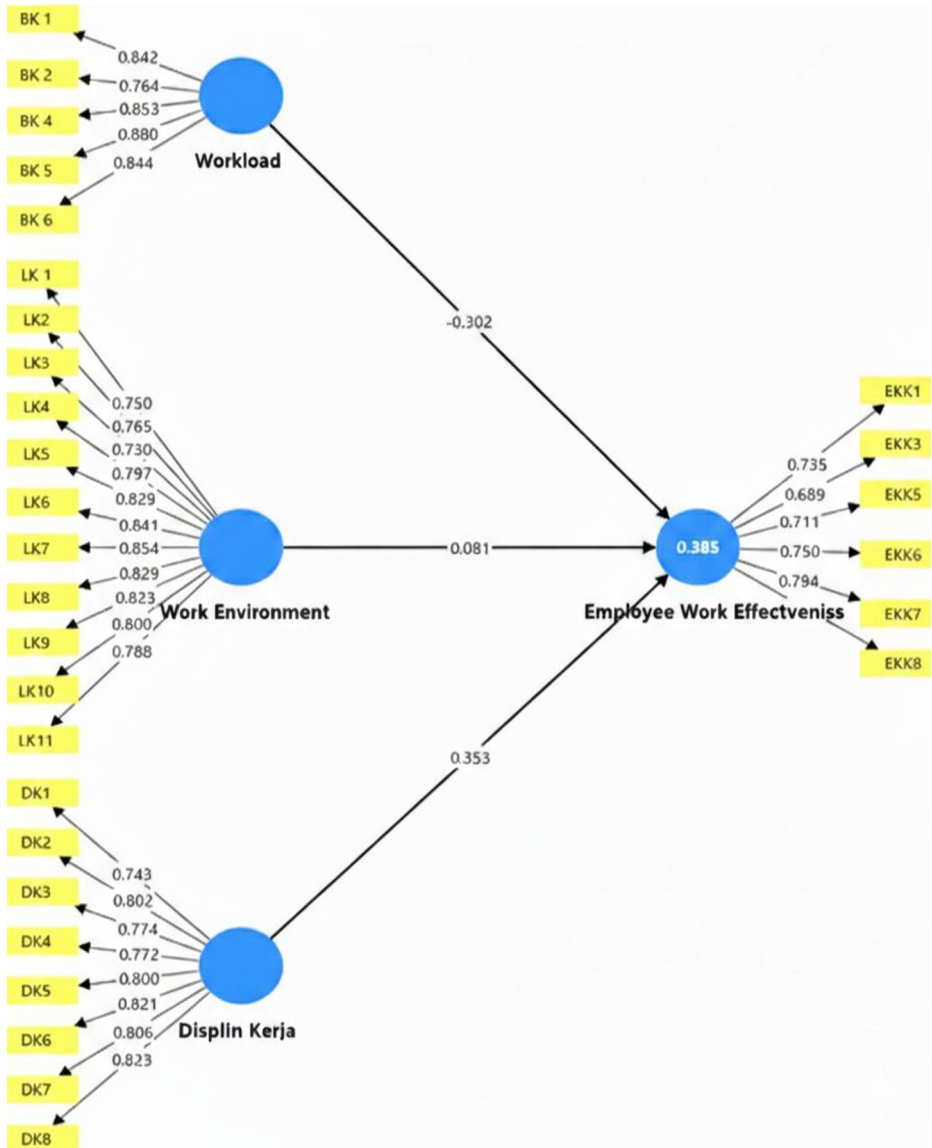 BK 1
0.842
BK 2
0.764
BK 4
0.853
BK 5
0.880
BK 6
0.844
Workload
-0.302
LK 1
LK2
LK3
LK4
LK5
LK6
LK7
LK8
LK9
LK10
LK11
0.750
0.765
0.730
0.797
0.829
0.841
0.854
0.829
0.823
0.800
0.788
Work Environment
0.081
0.385
Employee Work Effectveniss
EKK1
EKK3
EKK5
EKK6
EKK7
EKK8
0.735
0.689
0.711
0.750
0.794
0.353
DK1
DK2
DK3
DK4
DK5
DK6
DK7
DK8
0.743
0.802
0.774
0.772
0.800
0.821
0.806
0.823
Displin Kerja